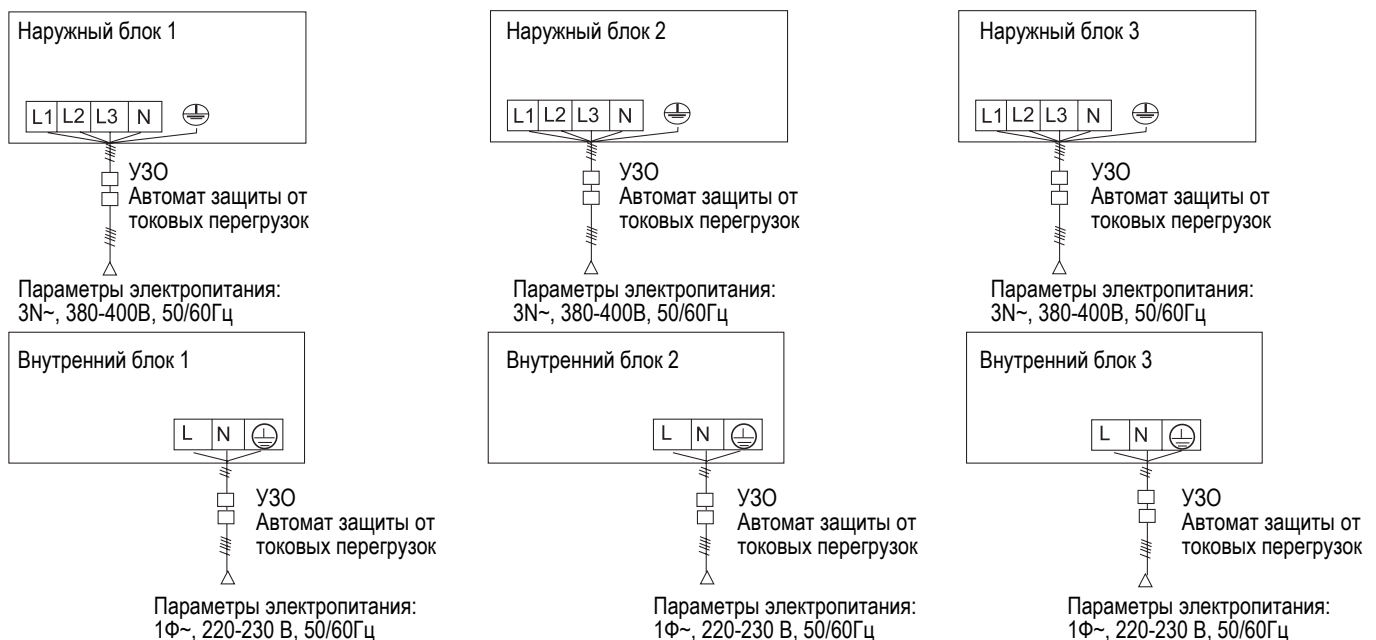 Наружный блок 1
L1 L2 L3 N
УЗО
Автомат защиты от
токовых перегрузок
Параметры электропитания:
3N~, 380-400В, 50/60Гц
Наружный блок 2
L1 L2 L3 N
УЗО
Автомат защиты от
токовых перегрузок
Параметры электропитания:
3N~, 380-400В, 50/60Гц
Наружный блок 3
L1 L2 L3 N
УЗО
Автомат защиты от
токовых перегрузок
Параметры электропитания:
3N~, 380-400В, 50/60Гц
Внутренний блок 1
L N
УЗО
Автомат защиты от
токовых перегрузок
Параметры электропитания:
1Ф~, 220-230 В, 50/60Гц
Внутренний блок 2
L N
УЗО
Автомат защиты от
токовых перегрузок
Параметры электропитания:
1Ф~, 220-230 В, 50/60Гц
Внутренний блок 3
L N
УЗО
Автомат защиты от
токовых перегрузок
Параметры электропитания:
1Ф~, 220-230 В, 50/60Гц